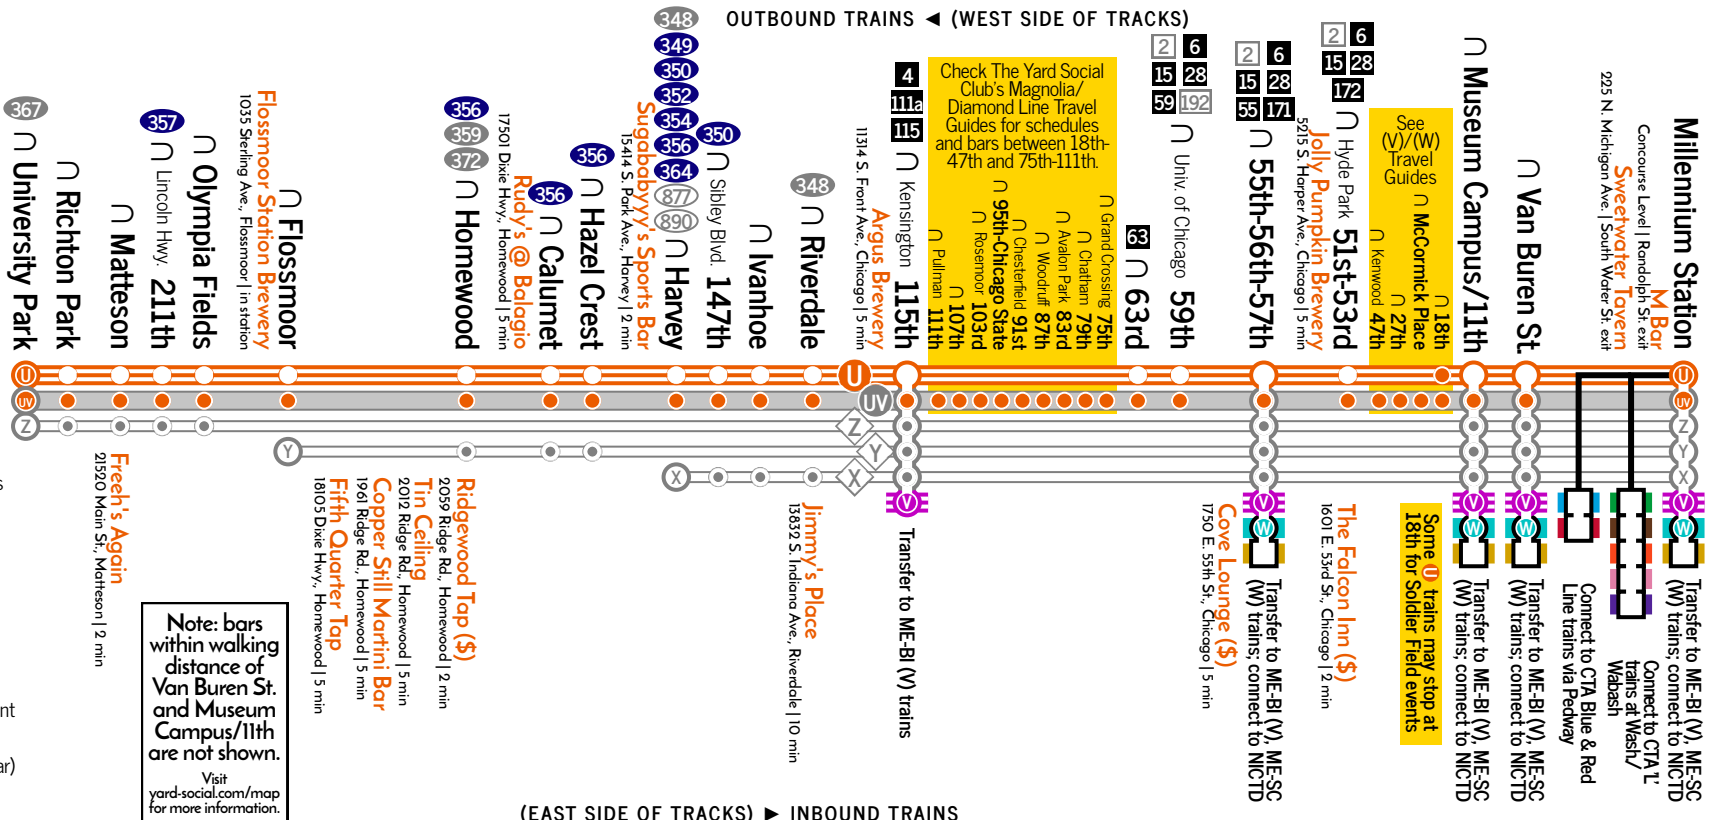 OUTBOUND TRAINS ◄ (WEST SIDE OF TRACKS)
367
∩ University Park
∩ Richton Park
∩ Matteson
357
∩ Lincoln Hwy. 211th
∩ Olympia Fields
Flossmoor Station Brewery
1035 Sterling Ave., Flossmoor | in station
∩ Flossmoor
356
359
372
∩ Homewood
Rudy's @ Balagio
17501 Dixie Hwy., Homewood | 5 min
356
∩ Calumet
356
∩ Hazel Crest
Sugababyyy's Sports Bar
15414 S. Park Ave., Harvey | 2 min
348
349
350
352
354
356
364
877
890
∩ Harvey
350
∩ Sibley Blvd. 147th
∩ Ivanhoe
348
∩ Riverdale
Argus Brewery
11314 S. Front Ave., Chicago | 5 min
4
111a
115
∩ Kensington 115th
Check The Yard Social
Club's Magnolia/
Diamond Line Travel
Guides for schedules
and bars between 18th-
47th and 75th-111th.
∩ Pullman 111th
∩ 107th
∩ Rosemoor 103rd
∩ 95th-Chicago State
∩ Chesterfield 91st
∩ Woodruff 87th
∩ Avalon Park 83rd
∩ Chatham 79th
∩ Grand Crossing 75th
63
∩ 63rd
2 6
15 28
59 192
∩ Univ. of Chicago 59th
2 6
15 28
55 171
∩ 55th-56th-57th
Jolly Pumpkin Brewery
5215 S. Harper Ave., Chicago | 5 min
2 6
15 28
172
∩ Hyde Park 51st-53rd
See
(V)/(W)
Travel
Guides
∩ Kenwood 47th
∩ 27th
∩ McCormick Place
∩ 18th
∩ Museum Campus/11th
∩ Van Buren St.
Sweetwater Tavern
225 N. Michigan Ave. | South Water St. exit
M Bar
Concourse Level | Randolph St. exit
Millennium Station
U U U
UV UV UV
Z Z Z
Y Y Y
X X X
V V V V V
W W W W
s
Freeh's Again
21520 Main St., Matteson | 2 min
Fifth Quarter Tap
18105 Dixie Hwy., Homewood | 5 min
Copper Still Martini Bar
1961 Ridge Rd., Homewood | 5 min
Tin Ceiling
2012 Ridge Rd., Homewood | 5 min
Ridgewood Tap ($)
2059 Ridge Rd., Homewood | 2 min
Jimmy's Place
13832 S. Indiana Ave., Riverdale | 10 min
Transfer to ME-BI (V) trains
Cove Lounge ($)
1750 E. 55th St., Chicago | 5 min
Transfer to ME-BI (V), ME-SC
(W) trains; connect to NICTD
The Falcon Inn ($)
1601 E. 53rd St., Chicago | 2 min
Some U trains may stop at
18th for Soldier Field events
Transfer to ME-BI (V), ME-SC
(W) trains; connect to NICTD
Transfer to ME-BI (V), ME-SC
(W) trains; connect to NICTD
Connect to CTA Blue & Red
Line trains via Pedway
Connect to CTA 'L'
trains at Wash./
Wabash
Transfer to ME-BI (V), ME-SC
(W) trains; connect to NICTD
nt
ar)
Note: bars
within walking
distance of
Van Buren St.
and Museum
Campus/11th
are not shown.
Visit
yard-social.com/map
for more information.
(EAST SIDE OF TRACKS) ► INBOUND TRAINS